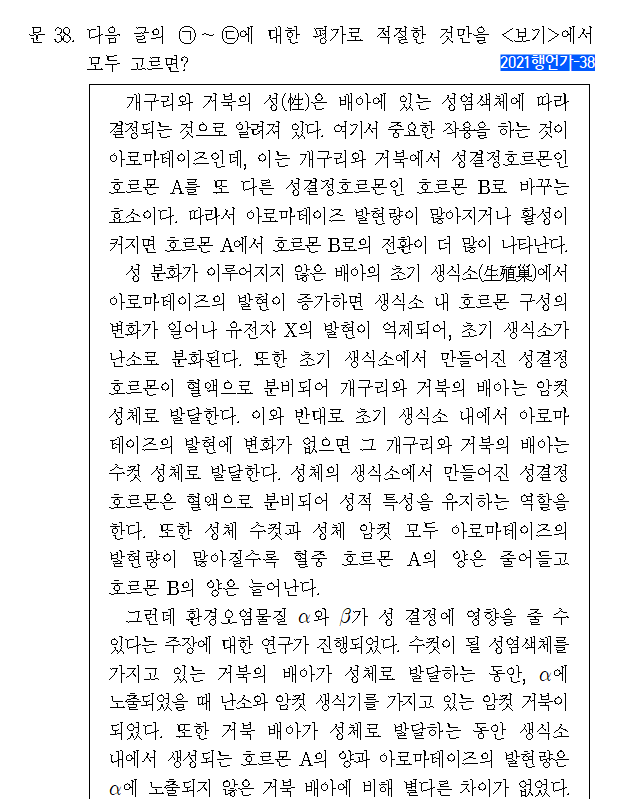 문 38. 다음 글의 ㉠~㉢에 대한 평가로 적절한 것만을 <보기>에서
모두 고르면?
2021행언가-38
개구리와 거북의 성(性)은 배아에 있는 성염색체에 따라
결정되는 것으로 알려져 있다. 여기서 중요한 작용을 하는 것이
아로마테이즈인데, 이는 개구리와 거북에서 성결정호르몬인
호르몬 A를 또 다른 성결정호르몬인 호르몬 B로 바꾸는
효소이다. 따라서 아로마테이즈 발현량이 많아지거나 활성이
커지면 호르몬 A에서 호르몬 B로의 전환이 더 많이 나타난다.
성 분화가 이루어지지 않은 배아의 초기 생식소(生殖巢)에서
아로마테이즈의 발현이 증가하면 생식소 내 호르몬 구성의
변화가 일어나 유전자 X의 발현이 억제되어, 초기 생식소가
난소로 분화된다. 또한 초기 생식소에서 만들어진 성결정
호르몬이 혈액으로 분비되어 개구리와 거북의 배아는 암컷
성체로 발달한다. 이와 반대로 초기 생식소 내에서 아로마
테이즈의 발현에 변화가 없으면 그 개구리와 거북의 배아는
수컷 성체로 발달한다. 성체의 생식소에서 만들어진 성결정
호르몬은 혈액으로 분비되어 성적 특성을 유지하는 역할을
한다. 또한 성체 수컷과 성체 암컷 모두 아로마테이즈의
발현량이 많아질수록 혈중 호르몬 A의 양은 줄어들고
호르몬 B의 양은 늘어난다.
그런데 환경오염물질 α와 β가 성 결정에 영향을 줄 수
있다는 주장에 대한 연구가 진행되었다. 수컷이 될 성염색체를
가지고 있는 거북의 배아가 성체로 발달하는 동안, α에
노출되었을 때 난소와 암컷 생식기를 가지고 있는 암컷 거북이
되었다. 또한 거북 배아가 성체로 발달하는 동안 생식소
내에서 생성되는 호르몬 A의 양과 아로마테이즈의 발현량은
α에 노출되지 않은 거북 배아에 비해 별다른 차이가 없었다.